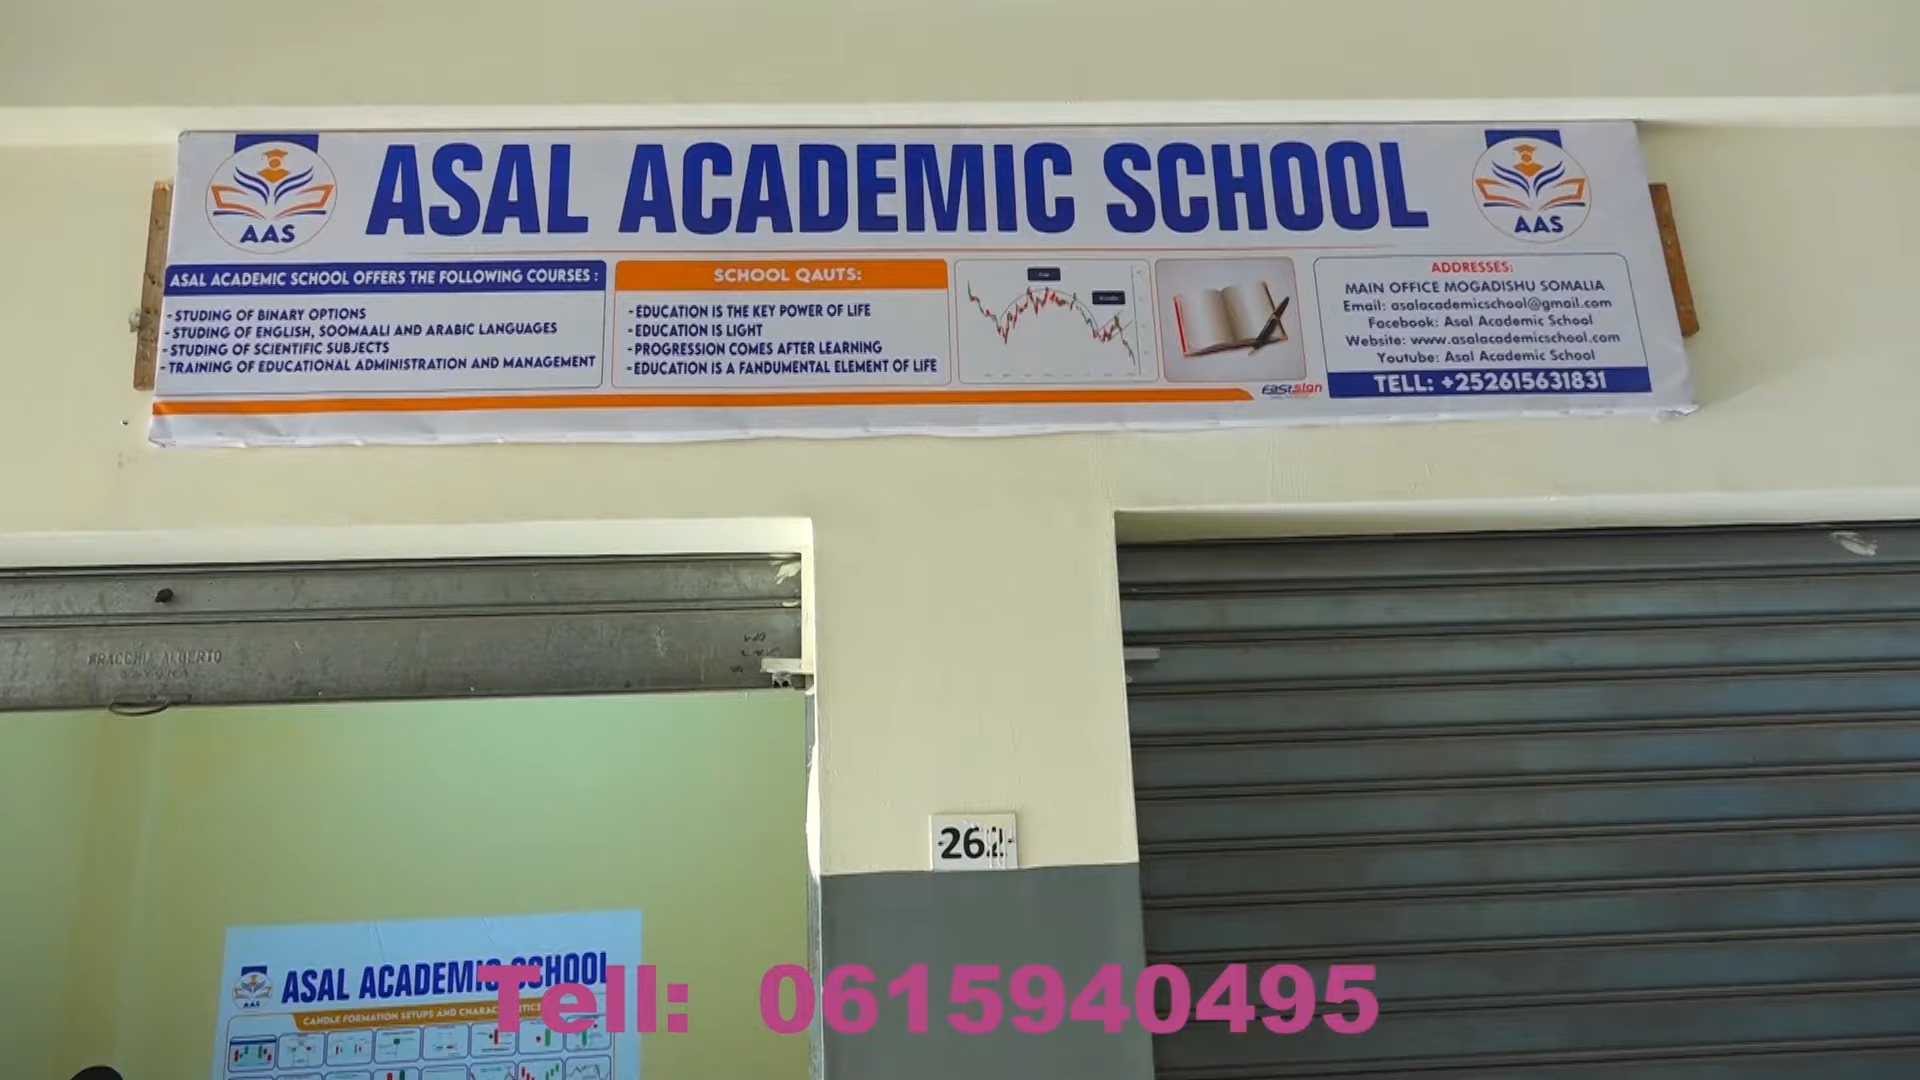 ASAL ACADEMIC SCHOOL
AAS
AAS
ASAL ACADEMIC SCHOOL OFFERS THE FOLLOWING COURSES :
- STUDING OF BINARY OPTIONS
- STUDING OF ENGLISH, SOOMAALI AND ARABIC LANGUAGES
- STUDING OF SCIENTIFIC SUBJECTS
- TRAINING OF EDUCATIONAL ADMINISTRATION AND MANAGEMENT
SCHOOL QAUTS:
- EDUCATION IS THE KEY POWER OF LIFE
- EDUCATION IS LIGHT
- PROGRESSION COMES AFTER LEARNING
- EDUCATION IS A FANDUMENTAL ELEMENT OF LIFE
FASTsign
ADDRESSES:
MAIN OFFICE MOGADISHU SOMALIA
Email: asalacademicschool@gmail.com
Facebook: Asal Academic School
Website: www.asalacademicschool.com
Youtube: Asal Academic School
TELL: +252615631831
FRACCHIA ALBERTO
262
ASAL ACADEMIC SCHOOL
AAS
CANDLE FORMATION SETUPS AND CHARACTERISTICS
Tell: 0615940495